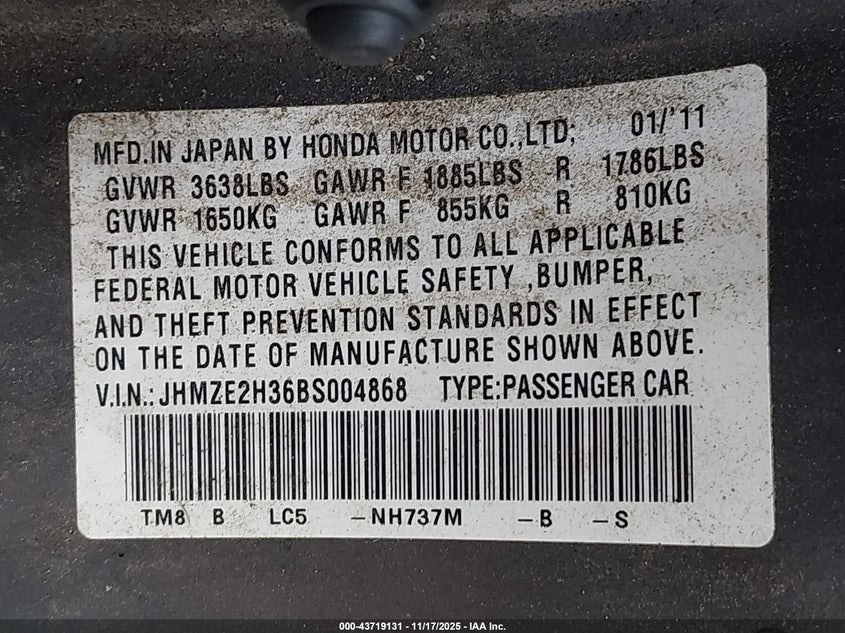 MFD.IN JAPAN BY HONDA MOTOR CO.,LTD; 01/'11
GVWR 3638LBS GAWR F 1885LBS R 1786LBS
GVWR 1650KG GAWR F 855KG R 810KG
THIS VEHICLE CONFORMS TO ALL APPLICABLE
FEDERAL MOTOR VEHICLE SAFETY ,BUMPER,
AND THEFT PREVENTION STANDARDS IN EFFECT
ON THE DATE OF MANUFACTURE SHOWN ABOVE.
V.I.N.: JHMZE2H36BS004868 TYPE:PASSENGER CAR
TM8 B LC5 -NH737M -B -S
000-43719131 - 11/17/2025 - IAA Inc.